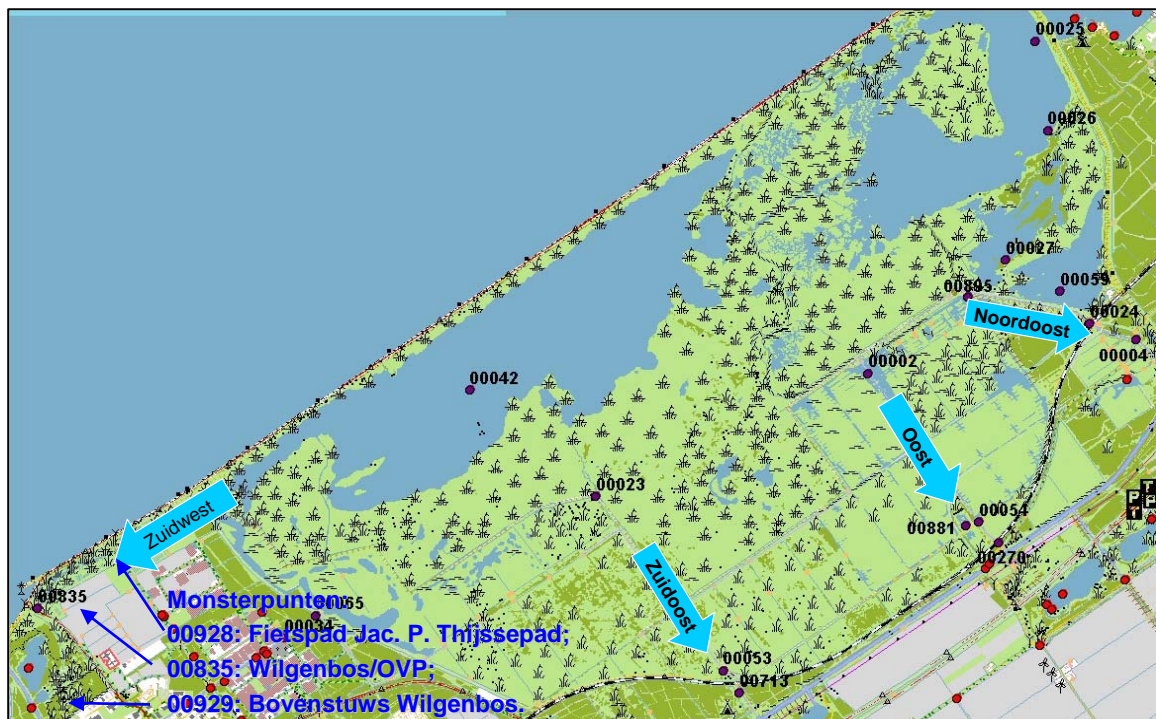 00025
00026
00027
00059
00895
00024
Noordoost
00004
00002
00042
Oost
00023
00054
00881
00270
Zuidwest
Zuidoost
00835
Monsterpunten:
00034
00928: Fietspad Jac. P. Thijssepad;
00835: Wilgenbos/OVP;
00053
00929: Bovenstuws Wilgenbos.
00713
P
T
T
P